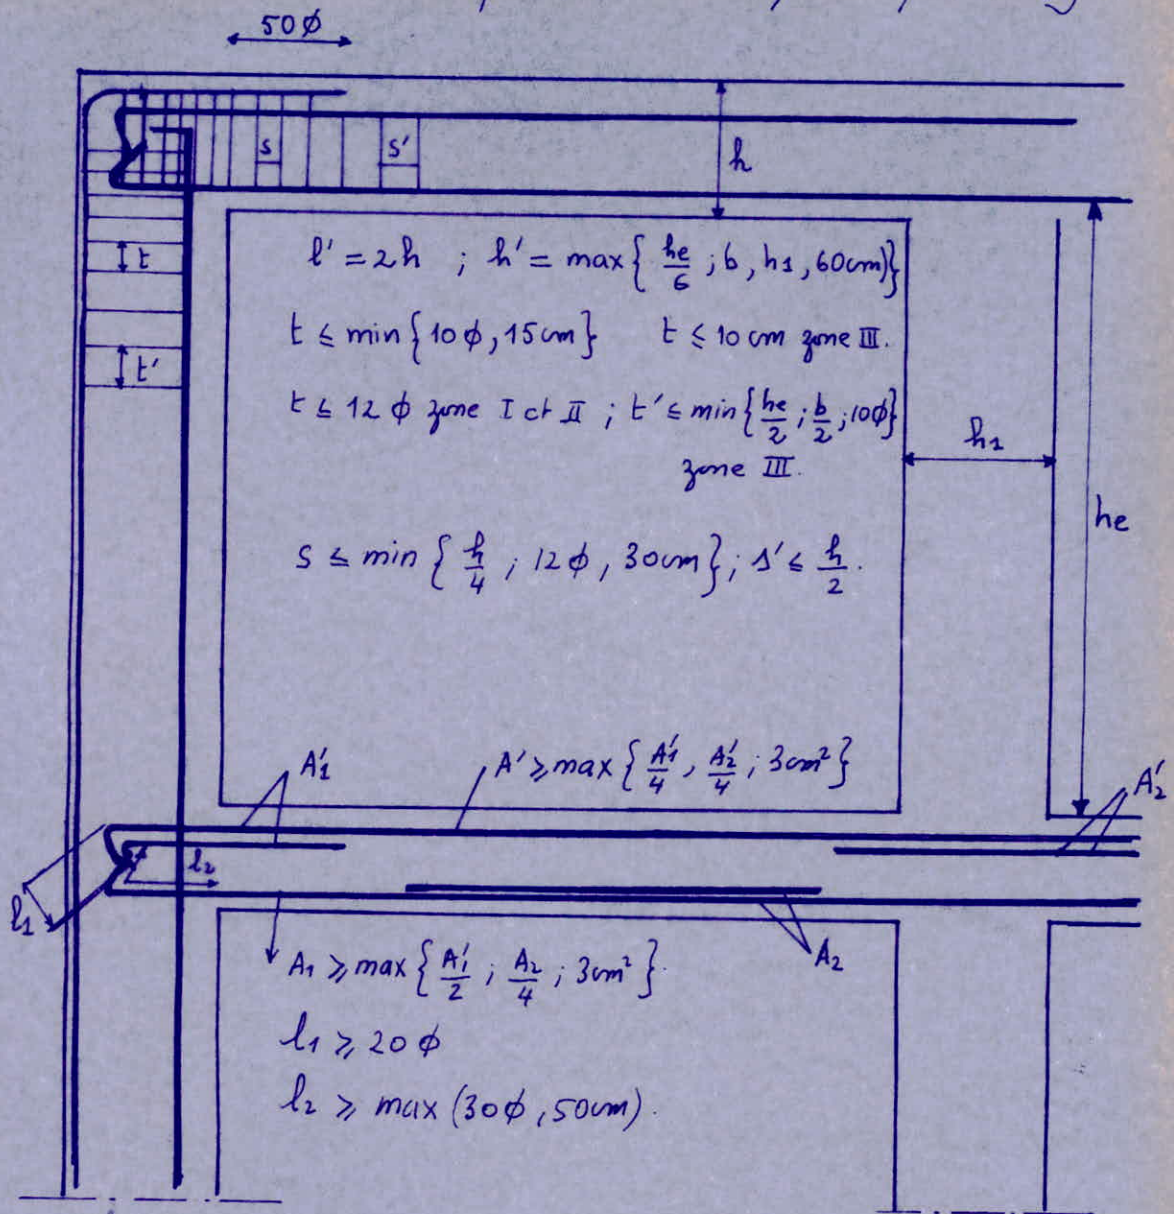 50φ
s s'
h
l' = 2h ; h' = max{ he/6 ; b, h1, 60cm)}
t ≤ min{10φ, 15cm} t ≤ 10 cm zone III.
t
t'
t ≤ 12 φ zone I et II ; t' ≤ min{ he/2 ; b/2 ; 10φ}
zone III.
h1
he
s ≤ min { h/4 ; 12φ, 30cm} ; s' ≤ h/2.
A'1 A' ≥ max { A'1/4 , A'2/4 ; 3cm² }
A'2
l2
l1
A1 ≥ max { A'1/2 ; A2/4 ; 3cm² }.
A2
l1 ≥ 20 φ
l2 ≥ max (30φ, 50cm).